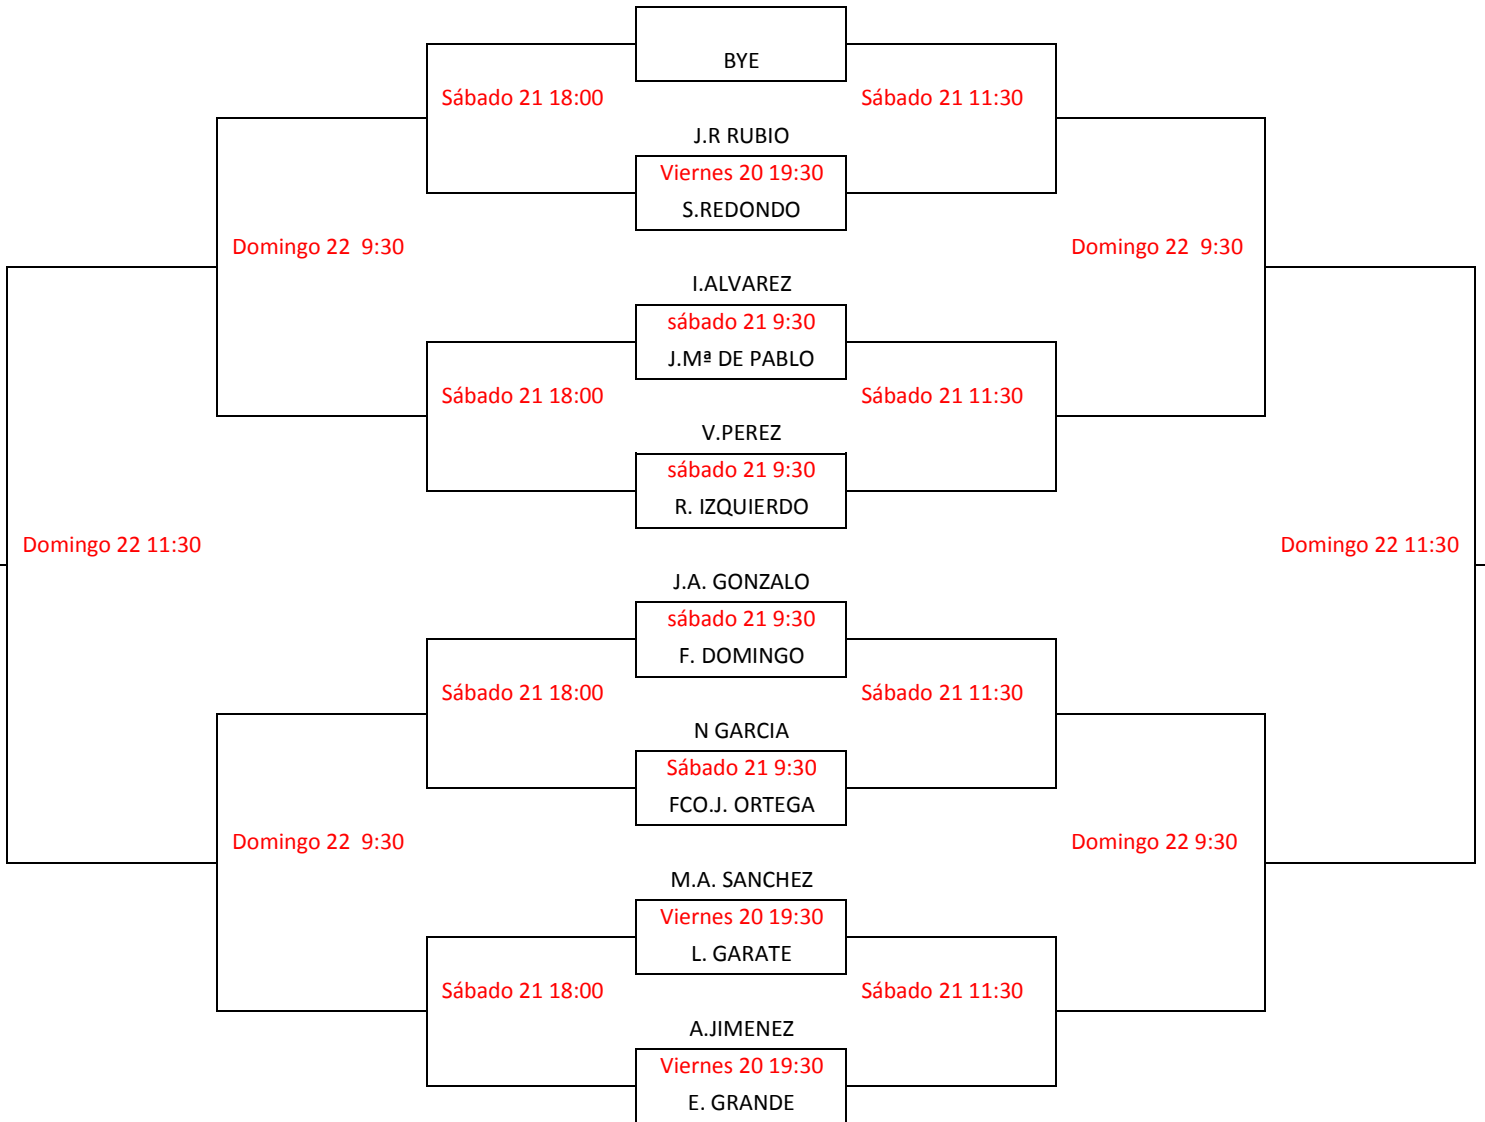 BYE
Sábado 21 18:00 Sábado 21 11:30
J.R RUBIO
Viernes 20 19:30
S.REDONDO
Domingo 22  9:30 Domingo 22  9:30
I.ALVAREZ
sábado 21 9:30
J.Mª DE PABLO
Sábado 21 18:00 Sábado 21 11:30
V.PEREZ
sábado 21 9:30
R. IZQUIERDO
Domingo 22 11:30 Domingo 22 11:30
J.A. GONZALO
sábado 21 9:30
F. DOMINGO
Sábado 21 18:00 Sábado 21 11:30
N GARCIA
Sábado 21 9:30
FCO.J. ORTEGA
Domingo 22  9:30 Domingo 22 9:30
M.A. SANCHEZ
Viernes 20 19:30
L. GARATE
Sábado 21 18:00 Sábado 21 11:30
A.JIMENEZ
Viernes 20 19:30
E. GRANDE